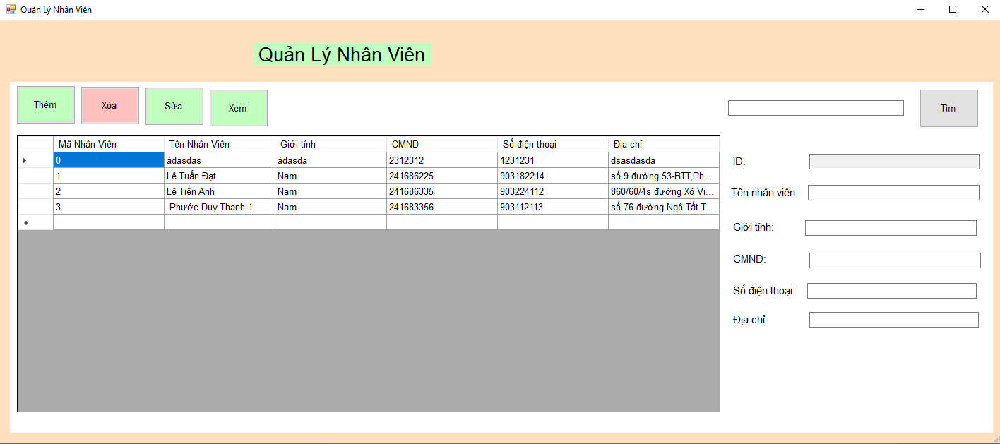 Quản Lý Nhân Viên
Quản Lý Nhân Viên
Thêm Xóa Sửa Xem Tìm
Mã Nhân Viên Tên Nhân Viên Giới tính CMND Số điện thoại Địa chỉ
0 ádasdas ádasda 2312312 1231231 dsasdasda
1 Lê Tuấn Đạt Nam 241686225 903182214 số 9 đường 53-BTT,Ph...
2 Lê Tiến Anh Nam 241686335 903224112 860/60/4s đường Xô Vi...
3 Phước Duy Thanh 1 Nam 241683356 903112113 số 76 đường Ngô Tất T...
ID:
Tên nhân viên:
Giới tính:
CMND:
Số điện thoại:
Địa chỉ: